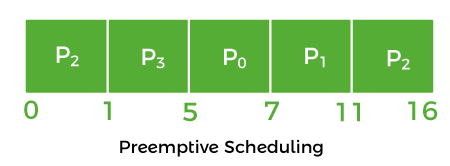 P₂ P₃ P₀ P₁ P₂
0 1 5 7 11 16
Preemptive Scheduling